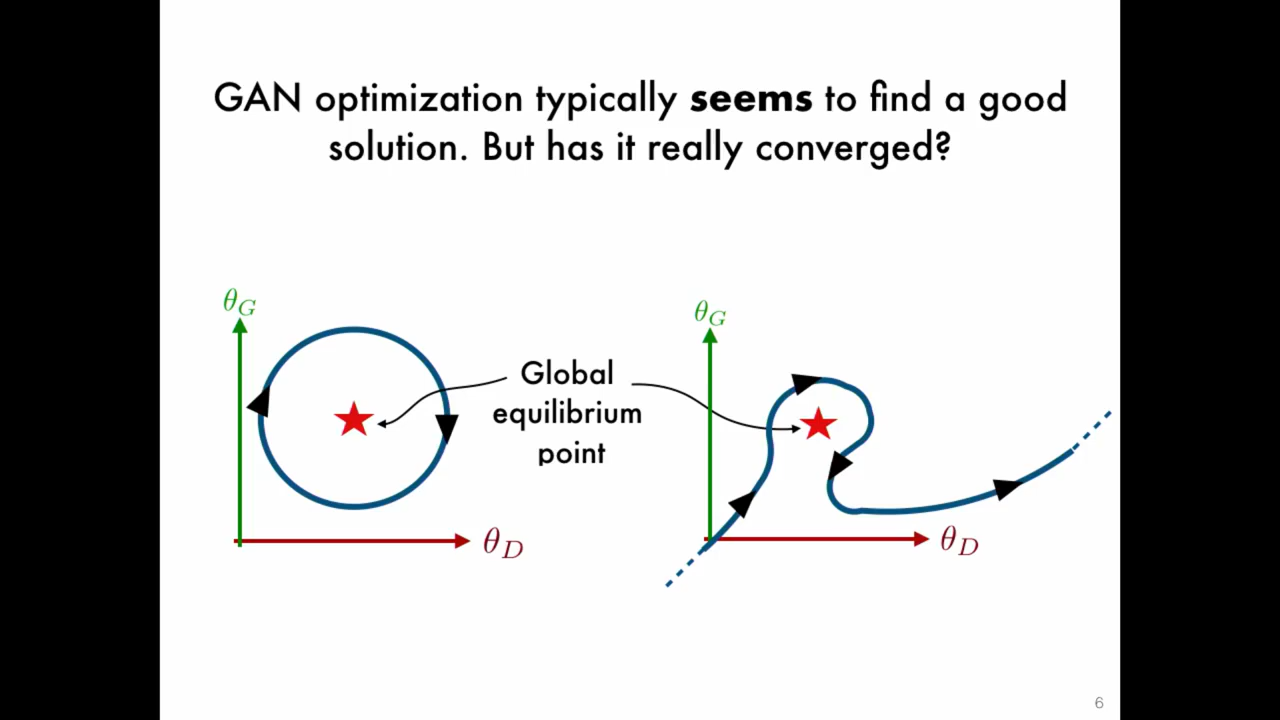 GAN optimization typically seems to find a good
solution. But has it really converged?
θ_G
θ_G
Global
equilibrium
point
θ_D
θ_D
6